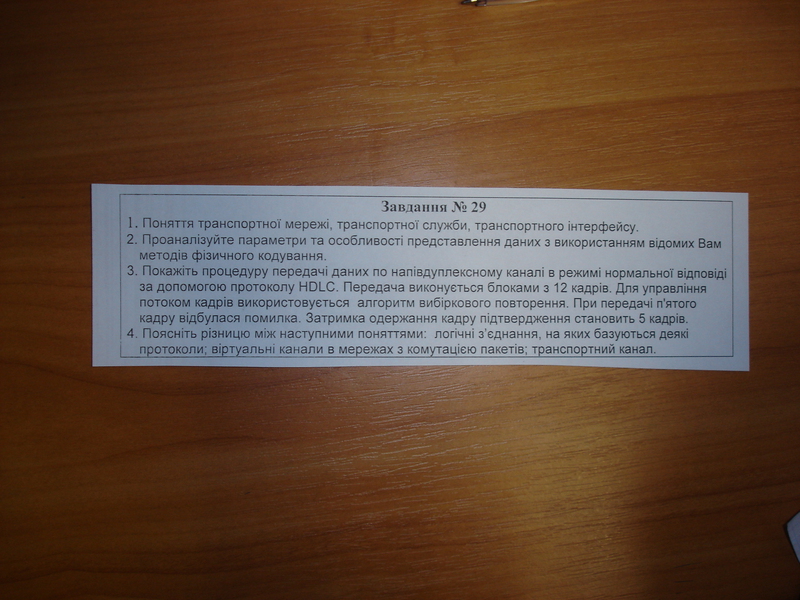 Завдання № 29
1. Поняття транспортної мережі, транспортної служби, транспортного інтерфейсу.
2. Проаналізуйте параметри та особливості представлення даних з використанням відомих Вам
методів фізичного кодування.
3. Покажіть процедуру передачі даних по напівдуплексному каналі в режимі нормальної відповіді
за допомогою протоколу HDLC. Передача виконується блоками з 12 кадрів. Для управління
потоком кадрів використовується алгоритм вибіркового повторення. При передачі п'ятого
кадру відбулася помилка. Затримка одержання кадру підтвердження становить 5 кадрів.
4. Поясніть різницю між наступними поняттями: логічні з'єднання, на яких базуються деякі
протоколи; віртуальні канали в мережах з комутацією пакетів; транспортний канал.